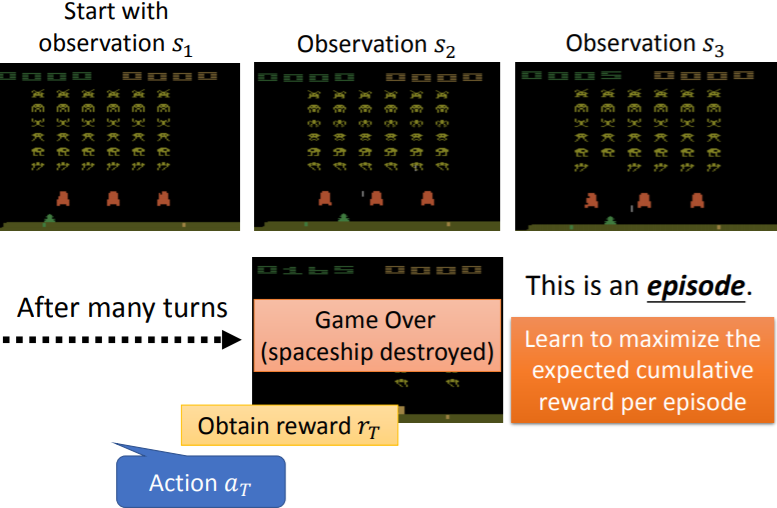 Start with
observation s₁
Observation s₂
Observation s₃
0000 0000
0000 0000
0005 0000
After many turns
0165 0000
Game Over
(spaceship destroyed)
This is an episode.
Learn to maximize the
expected cumulative
reward per episode
Obtain reward r_T
Action a_T